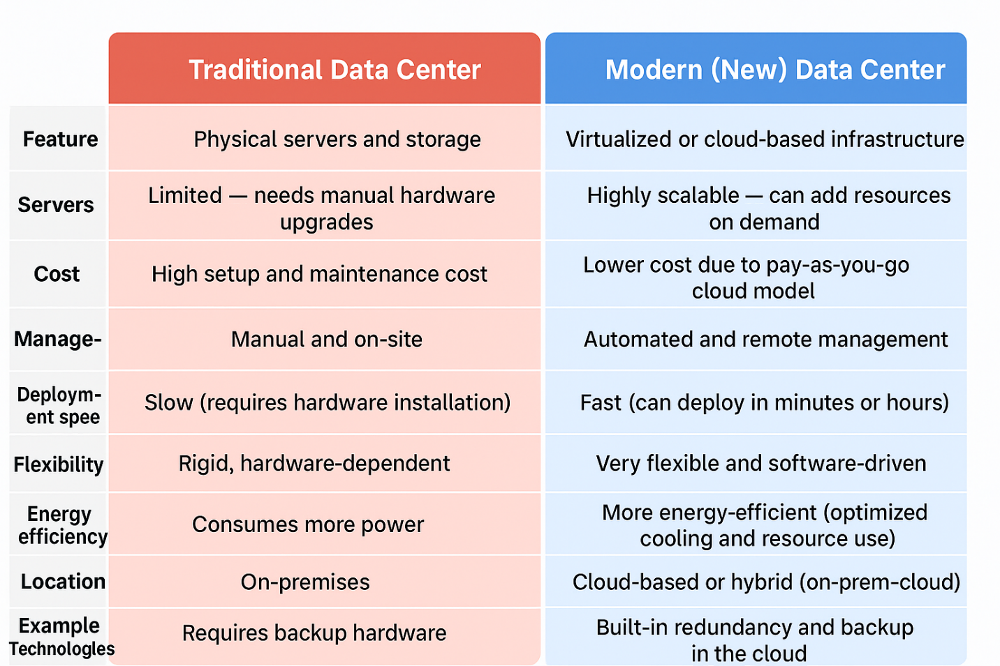 Traditional Data Center
Modern (New) Data Center
Feature
Physical servers and storage
Virtualized or cloud-based infrastructure
Servers
Limited — needs manual hardware
upgrades
Highly scalable — can add resources
on demand
Cost
High setup and maintenance cost
Lower cost due to pay-as-you-go
cloud model
Manage-
Manual and on-site
Automated and remote management
Deploym-
ent spee
Slow (requires hardware installation)
Fast (can deploy in minutes or hours)
Flexibility
Rigid, hardware-dependent
Very flexible and software-driven
Energy
efficiency
Consumes more power
More energy-efficient (optimized
cooling and resource use)
Location
On-premises
Cloud-based or hybrid (on-prem-cloud)
Example
Technologles
Requires backup hardware
Built-in redundancy and backup
in the cloud